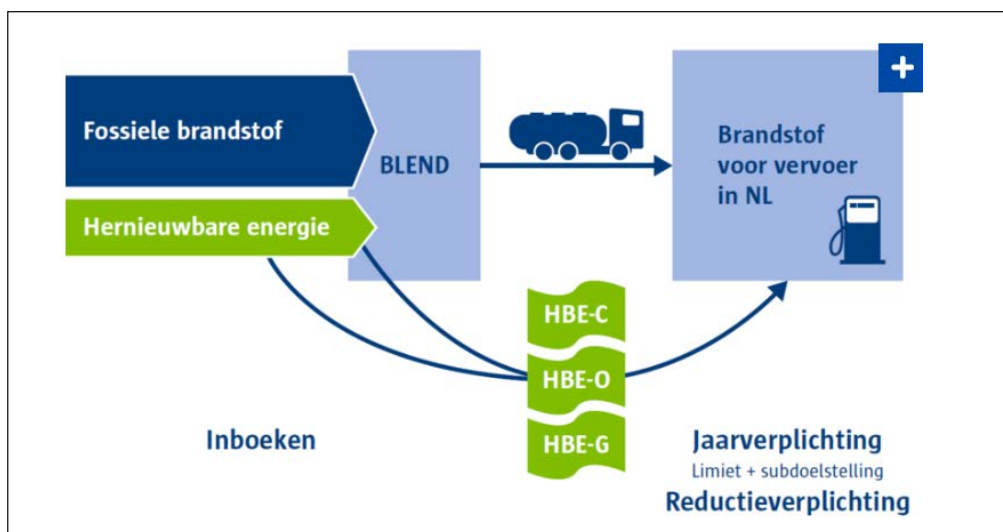 Fossiele brandstof
Hernieuwbare energie
BLEND
Brandstof
voor vervoer
in NL
HBE-C
HBE-O
HBE-G
Inboeken
Jaarverplichting
Limiet + subdoelstelling
Reductieverplichting